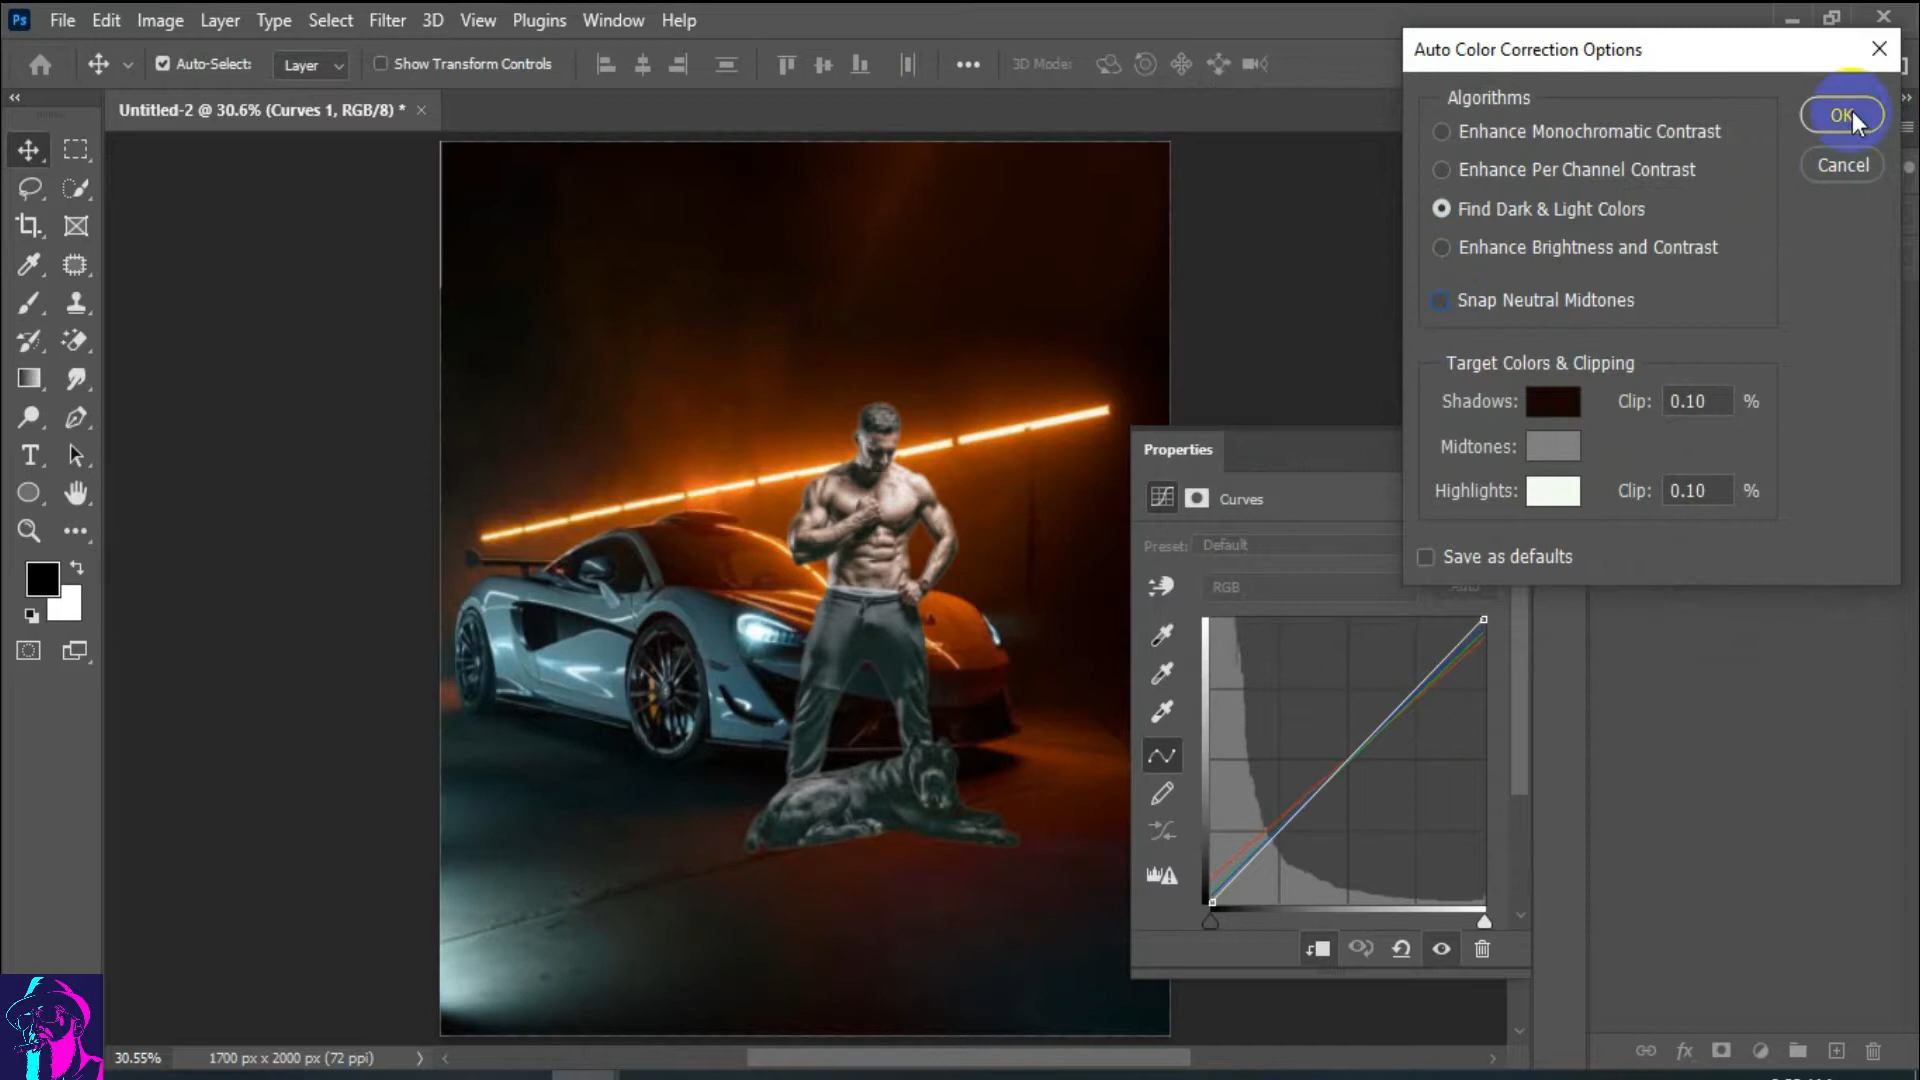 Ps File Edit Image Layer Type Select Filter 3D View Plugins Window Help
Auto-Select: Layer Show Transform Controls 3D Mode:
Untitled-2 @ 30.6% (Curves 1, RGB/8) *
Auto Color Correction Options
Algorithms
Enhance Monochromatic Contrast
Enhance Per Channel Contrast
Find Dark & Light Colors
Enhance Brightness and Contrast
Snap Neutral Midtones
OK
Cancel
Target Colors & Clipping
Shadows: Clip: 0.10 %
Midtones:
Highlights: Clip: 0.10 %
Save as defaults
Properties
Curves
Preset: Default
RGB Auto
30.55% 1700 px x 2000 px (72 ppi)
fx